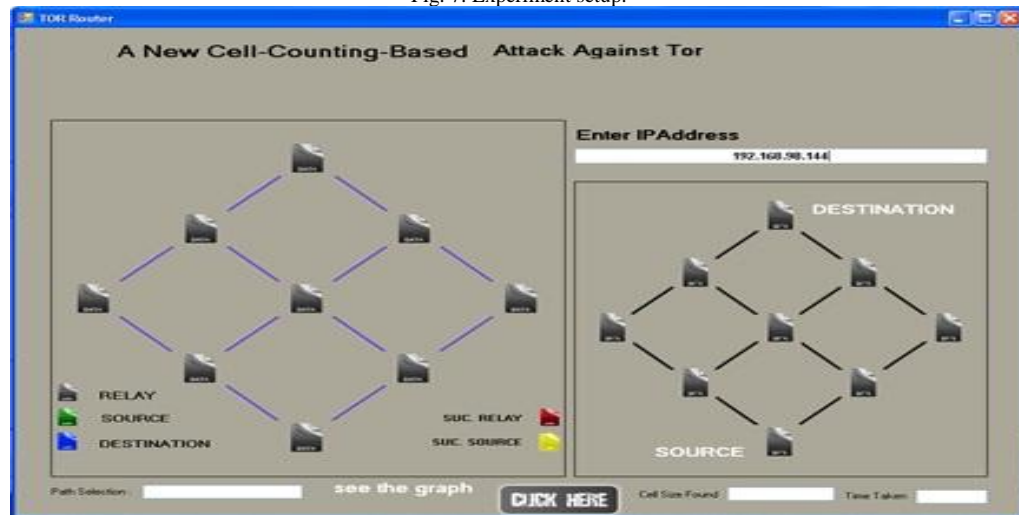 Fig. 7. Experiment setup.
TOR Router
A New Cell-Counting-Based Attack Against Tor
Enter IPAddress
192.168.98.144
DESTINATION
RELAY
SOURCE
DESTINATION
SUC. RELAY
SUC. SOURCE
SOURCE
Path Selection :
see the graph
CLICK HERE
Cell Size Found
Time Taken